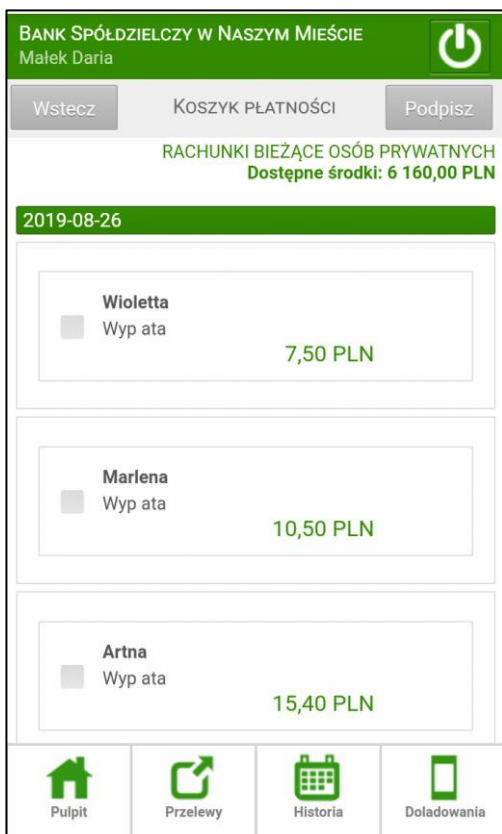 BANK SPÓŁDZIELCZY W NASZYM MIEŚCIE
Małek Daria
Wstecz
KOSZYK PŁATNOŚCI
Podpisz
RACHUNKI BIEŻĄCE OSÓB PRYWATNYCH
Dostępne środki: 6 160,00 PLN
2019-08-26
Wioletta
Wyp ata
7,50 PLN
Marlena
Wyp ata
10,50 PLN
Artna
Wyp ata
15,40 PLN
Pulpit
Przelewy
Historia
Doladowania